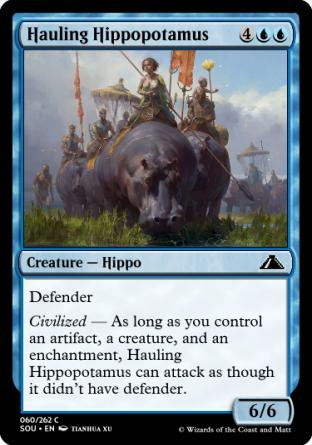 Hauling Hippopotamus 4
Creature — Hippo
Defender
Civilized — As long as you control
an artifact, a creature, and an
enchantment, Hauling
Hippopotamus can attack as though
it didn't have defender.
6/6
060/262 C
SOU • EN TIANHUA XU
™ & © Wizards of the Coast and Matt